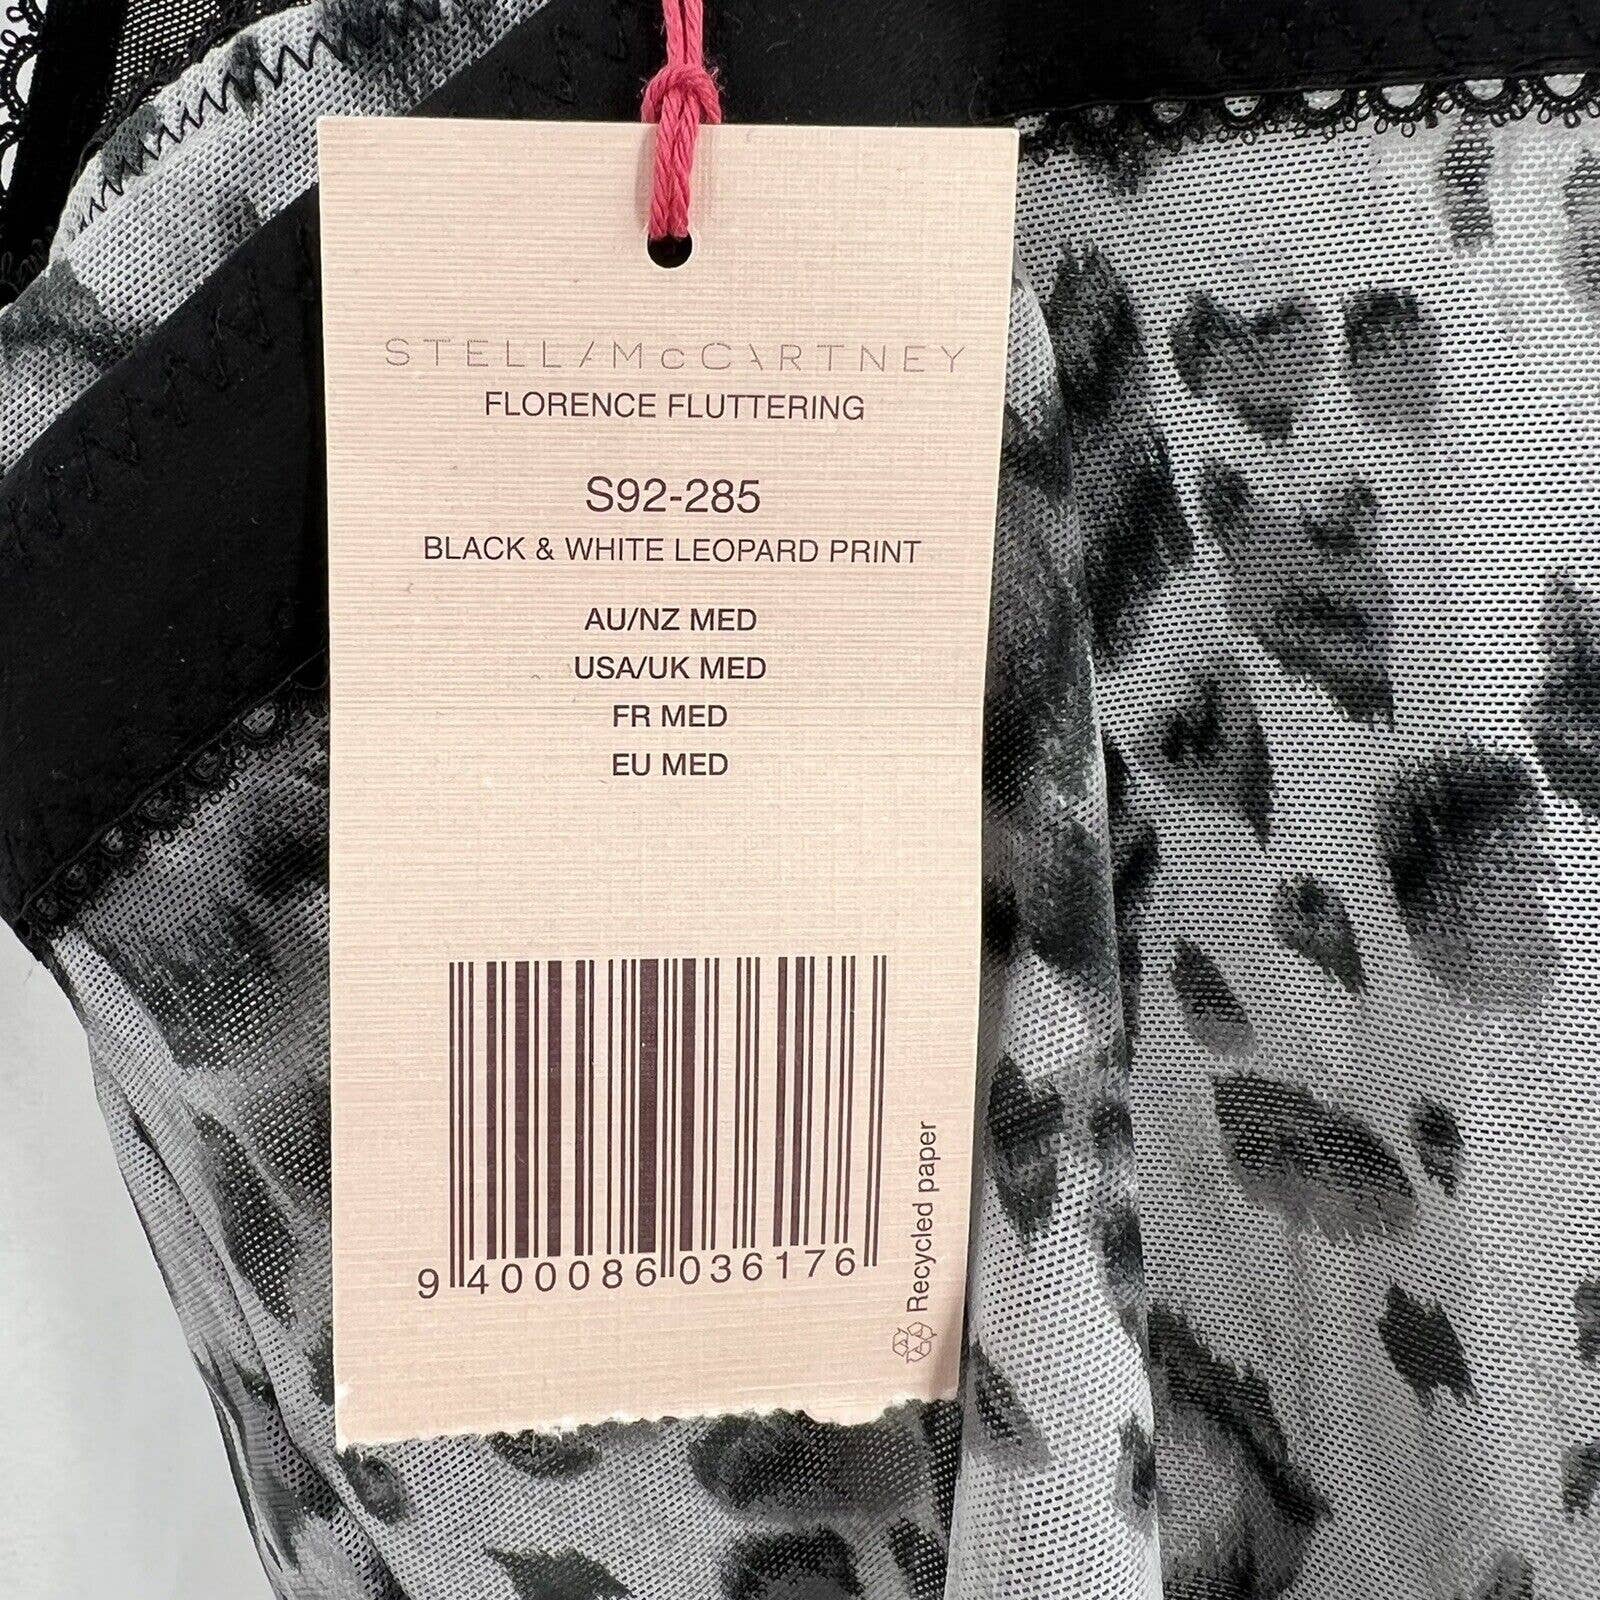 STELLA McCARTNEY
FLORENCE FLUTTERING
S92-285
BLACK & WHITE LEOPARD PRINT
AU/NZ MED
USA/UK MED
FR MED
EU MED
9 400086 036176
Recycled paper